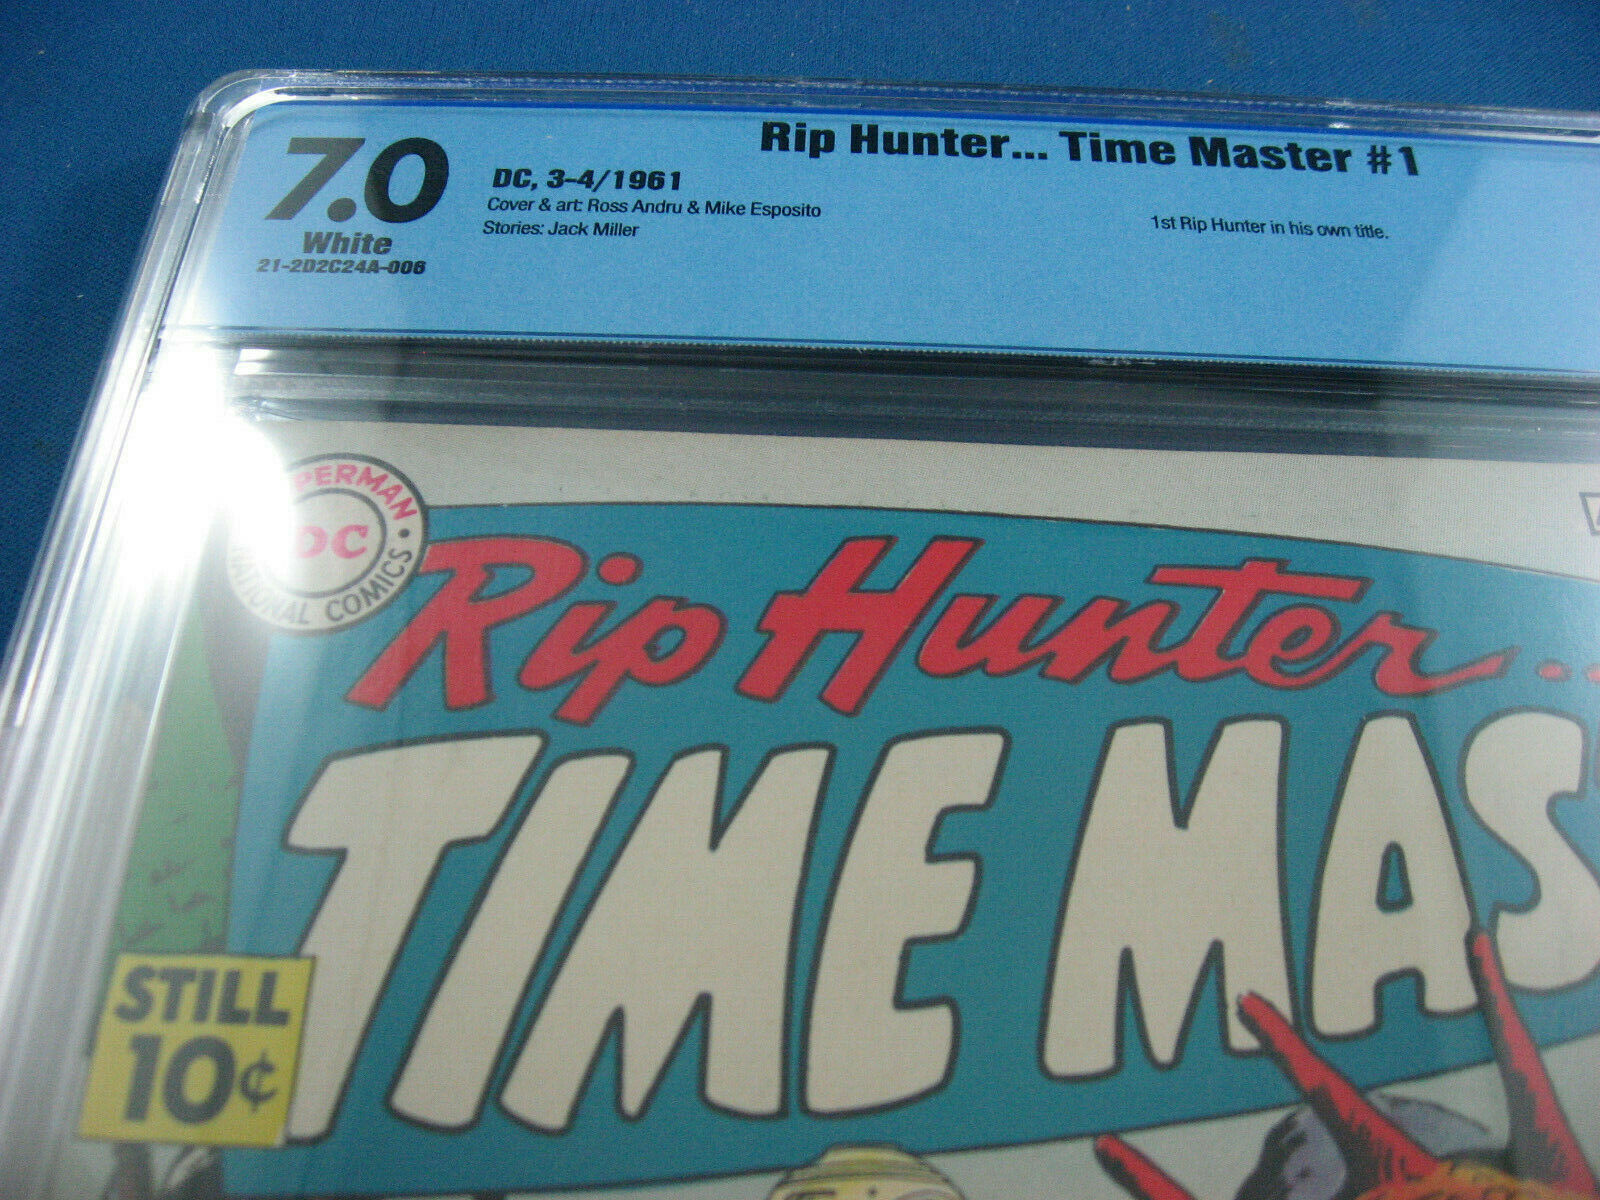 Rip Hunter... Time Master #1
7.0
White
21-2D2C24A-006
DC, 3-4/1961
Cover & art: Ross Andru & Mike Esposito
Stories: Jack Miller
1st Rip Hunter in his own title.
PERMAN
DC
NATIONAL COMICS
Rip Hunter...
TIME MAS
STILL
10¢